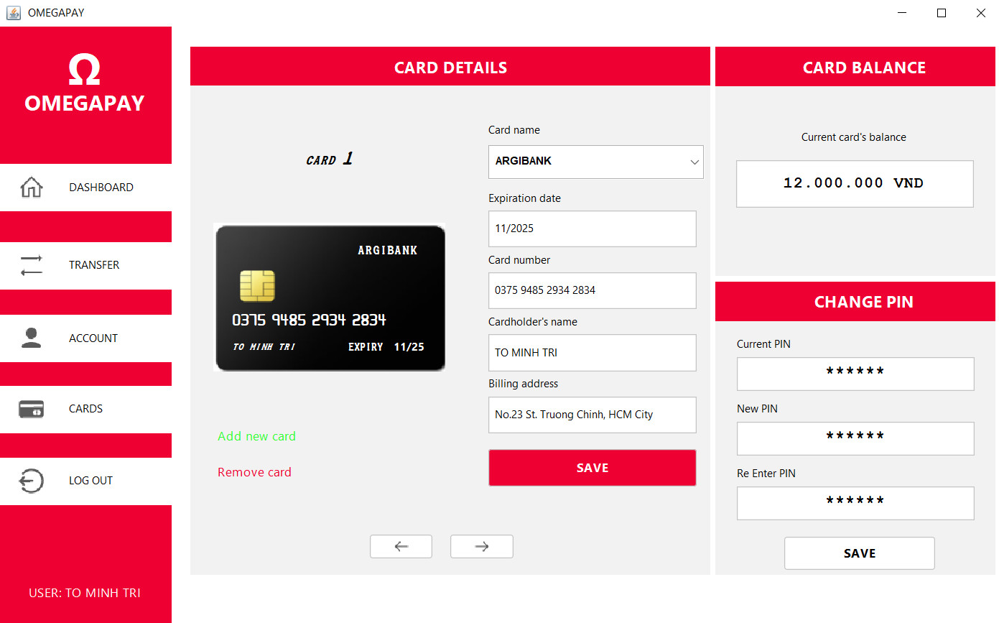 OMEGAPAY
Ω
OMEGAPAY
DASHBOARD
TRANSFER
ACCOUNT
CARDS
LOG OUT
USER: TO MINH TRI
CARD DETAILS
CARD 1
ARGIBANK
0375 9485 2934 2834
TO MINH TRI
EXPIRY 11/25
Add new card
Remove card
Card name
ARGIBANK
Expiration date
11/2025
Card number
0375 9485 2934 2834
Cardholder's name
TO MINH TRI
Billing address
No.23 St. Truong Chinh, HCM City
SAVE
CARD BALANCE
Current card's balance
12.000.000 VND
CHANGE PIN
Current PIN
******
New PIN
******
Re Enter PIN
******
SAVE